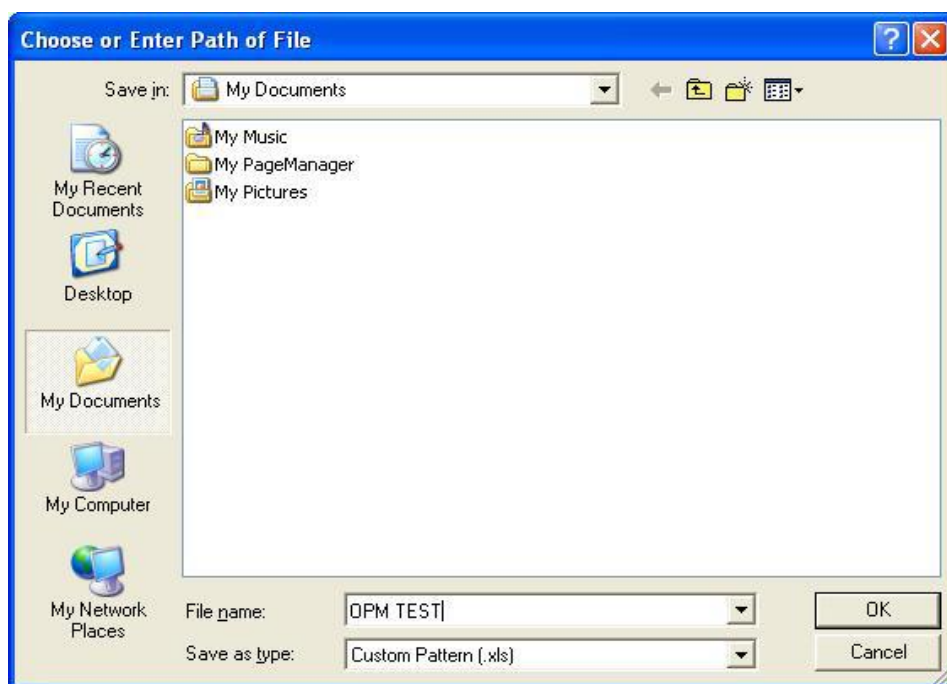 Choose or Enter Path of File
Save in:
My Documents
My Music
My PageManager
My Pictures
My Recent
Documents
Desktop
My Documents
My Computer
My Network
Places
File name:
OPM TEST
OK
Save as type:
Custom Pattern (.xls)
Cancel